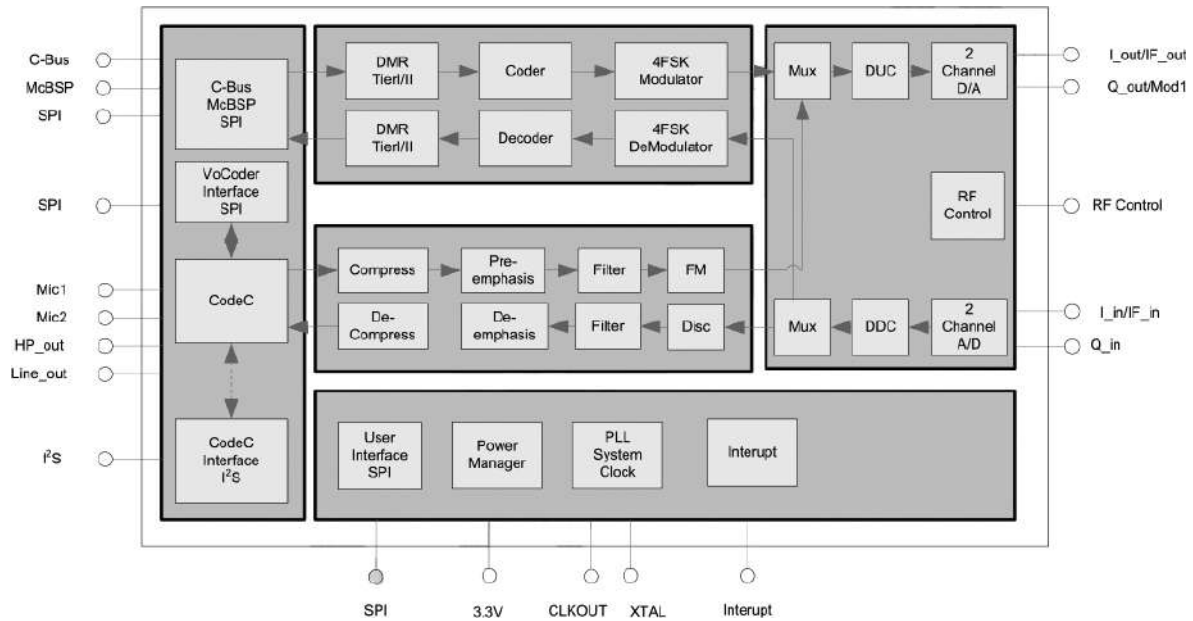 C-Bus
McBSP
SPI
SPI
Mic1
Mic2
HP_out
Line_out
I²S
C-Bus
McBSP
SPI
VoCoder
Interface
SPI
CodeC
CodeC
Interface
I²S
DMR
TierI/II
Coder
4FSK
Modulator
DMR
TierI/II
Decoder
4FSK
DeModulator
Compress
Pre-
emphasis
Filter
FM
De-
Compress
De-
emphasis
Filter
Disc
Mux
DUC
2
Channel
D/A
RF
Control
Mux
DDC
2
Channel
A/D
I_out/IF_out
Q_out/Mod1
RF Control
I_in/IF_in
Q_in
User
Interface
SPI
Power
Manager
PLL
System
Clock
Interupt
SPI
3.3V
CLKOUT
XTAL
Interupt